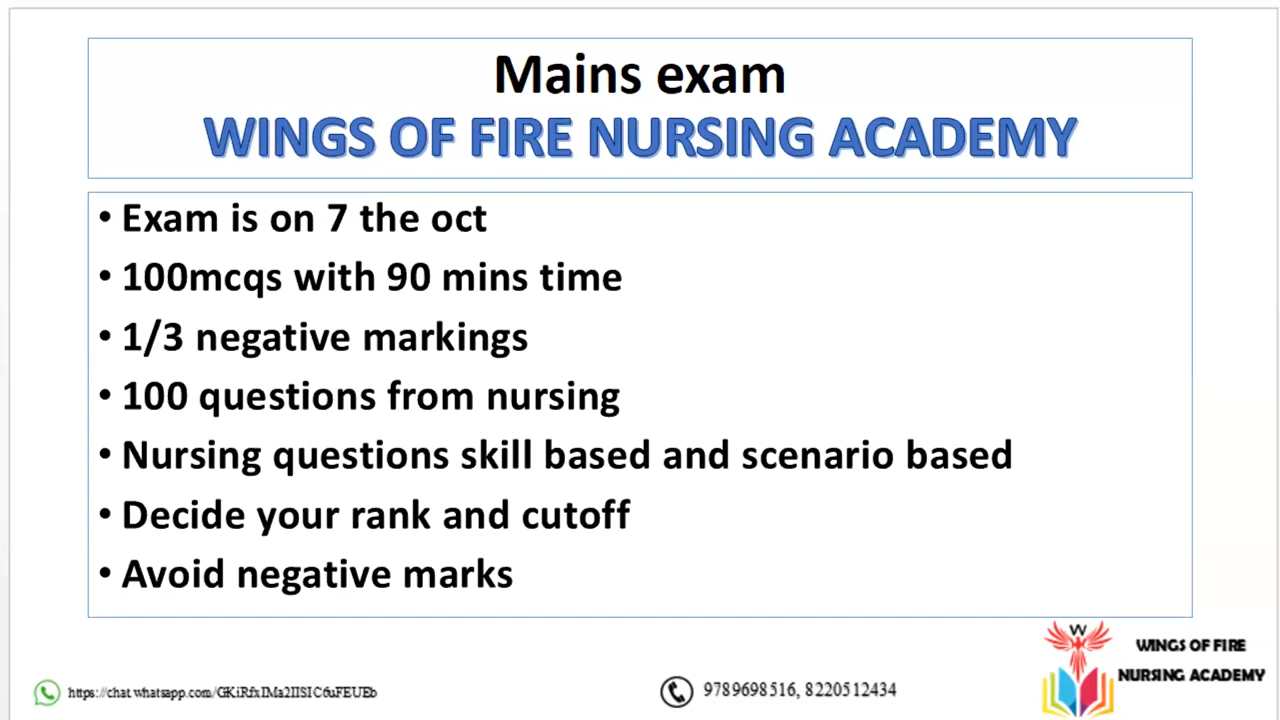 Mains exam
WINGS OF FIRE NURSING ACADEMY
• Exam is on 7 the oct
• 100mcqs with 90 mins time
• 1/3 negative markings
• 100 questions from nursing
• Nursing questions skill based and scenario based
• Decide your rank and cutoff
• Avoid negative marks
W
WINGS OF FIRE
NURSING ACADEMY
9789698516, 8220512434